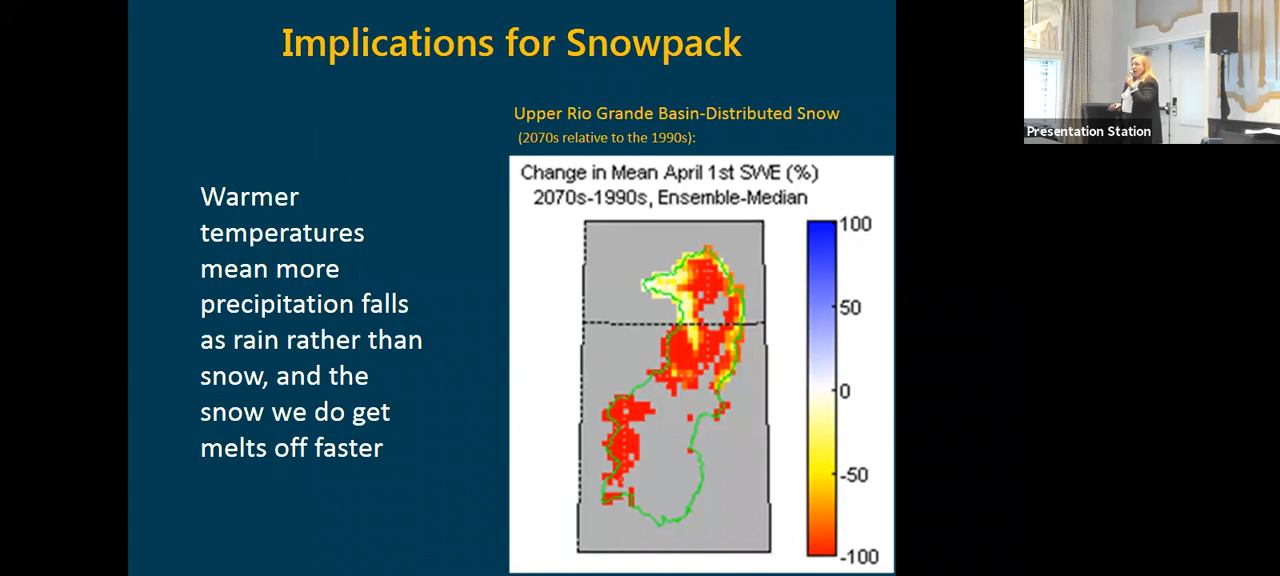 Implications for Snowpack
Upper Rio Grande Basin-Distributed Snow
(2070s relative to the 1990s):
Warmer
temperatures
mean more
precipitation falls
as rain rather than
snow, and the
snow we do get
melts off faster
Change in Mean April 1st SWE (%)
2070s-1990s, Ensemble-Median
100
50
0
-50
-100
Presentation Station